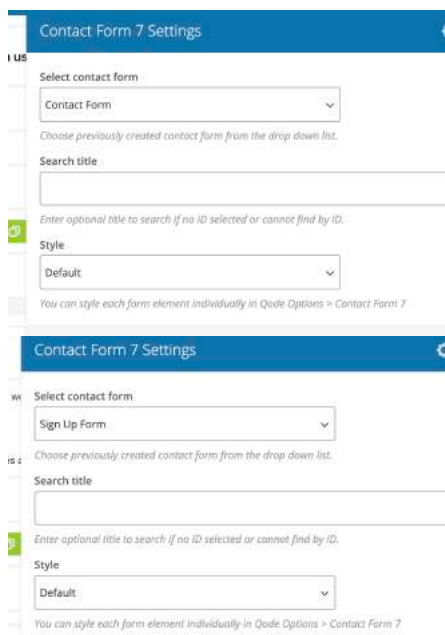 Contact Form 7 Settings
us
Select contact form
Contact Form
Choose previously created contact form from the drop down list.
Search title
Enter optional title to search if no ID selected or cannot find by ID.
Style
Default
You can style each form element individually in Qode Options > Contact Form 7
Contact Form 7 Settings
Select contact form
Sign Up Form
Choose previously created contact form from the drop down list.
Search title
Enter optional title to search if no ID selected or cannot find by ID.
Style
Default
You can style each form element individually in Qode Options > Contact Form 7